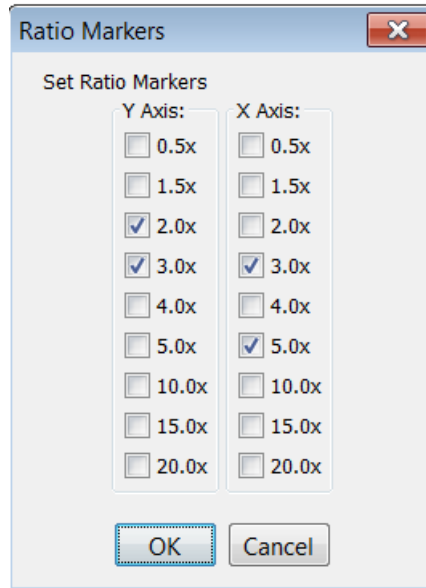 Ratio Markers
Set Ratio Markers
Y Axis: X Axis:
0.5x 0.5x
1.5x 1.5x
2.0x 2.0x
3.0x 3.0x
4.0x 4.0x
5.0x 5.0x
10.0x 10.0x
15.0x 15.0x
20.0x 20.0x
OK Cancel